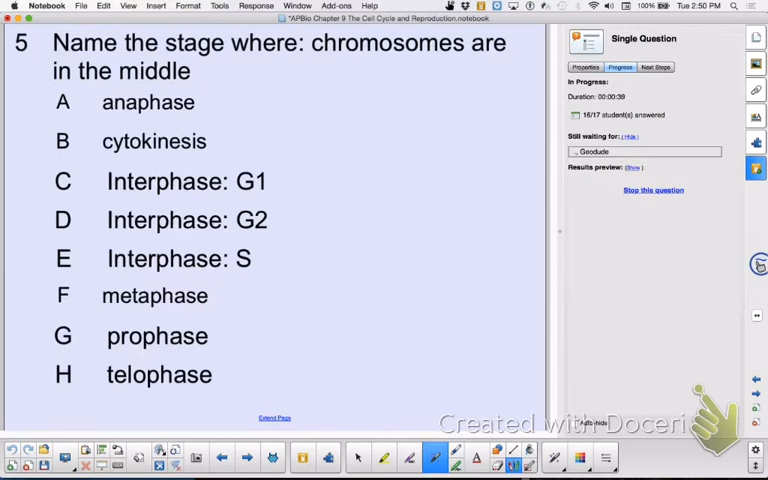 Notebook File Edit View Insert Format Tools Response Window Add-ons Help 100% Tue 2:50 PM
*APBio Chapter 9 The Cell Cycle and Reproduction.notebook
5 Name the stage where: chromosomes are
in the middle
A anaphase
B cytokinesis
C Interphase: G1
D Interphase: G2
E Interphase: S
F metaphase
G prophase
H telophase
Extend Page
Single Question
Properties Progress Next Steps
In Progress:
Duration: 00:00:39
16/17 student(s) answered
Still waiting for: (Hide)
., Geodude
Results preview: (Show)
Stop this question
Auto-hide
Created with Doceri